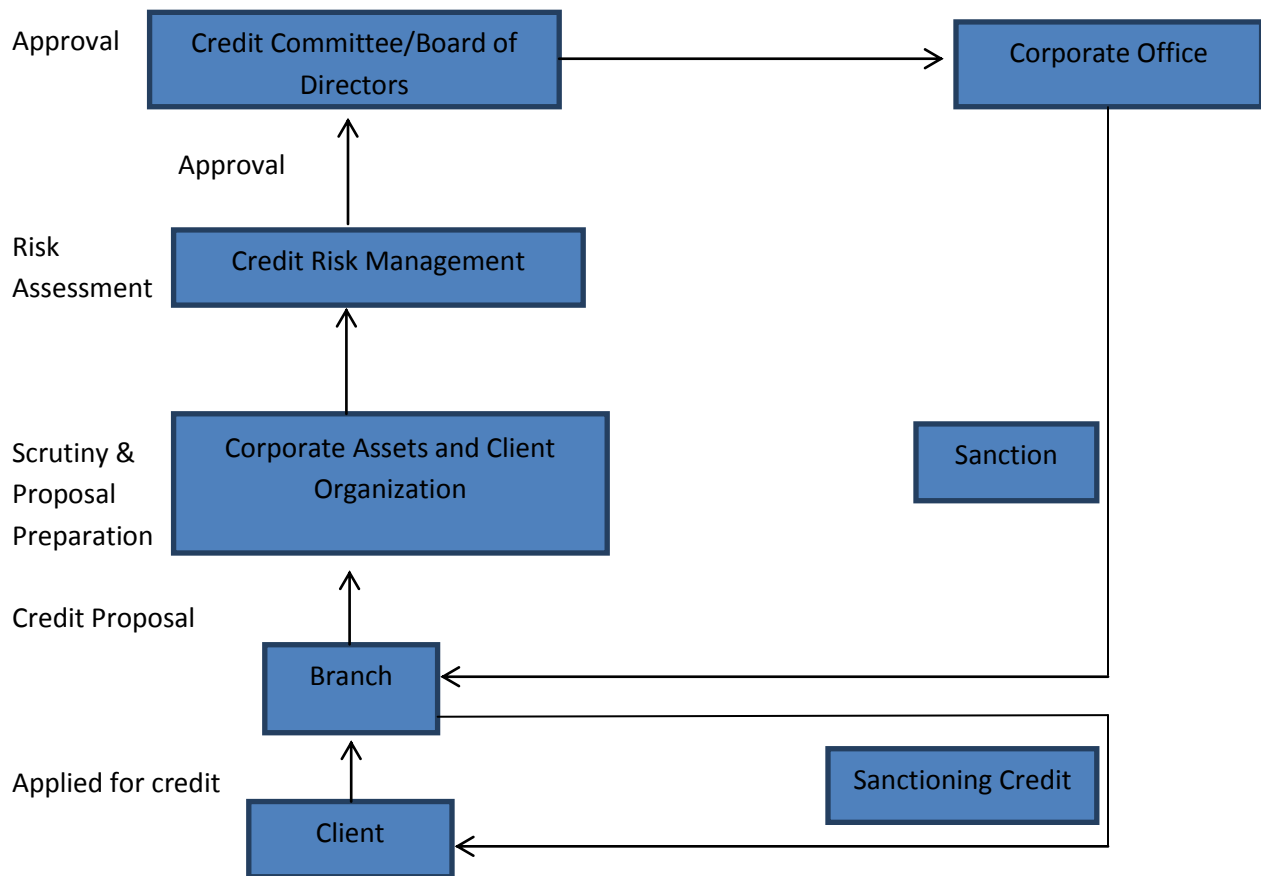 Approval
Credit Committee/Board of
Directors
Corporate Office
Approval
Risk
Assessment
Credit Risk Management
Scrutiny &
Proposal
Preparation
Corporate Assets and Client
Organization
Sanction
Credit Proposal
Branch
Applied for credit
Sanctioning Credit
Client